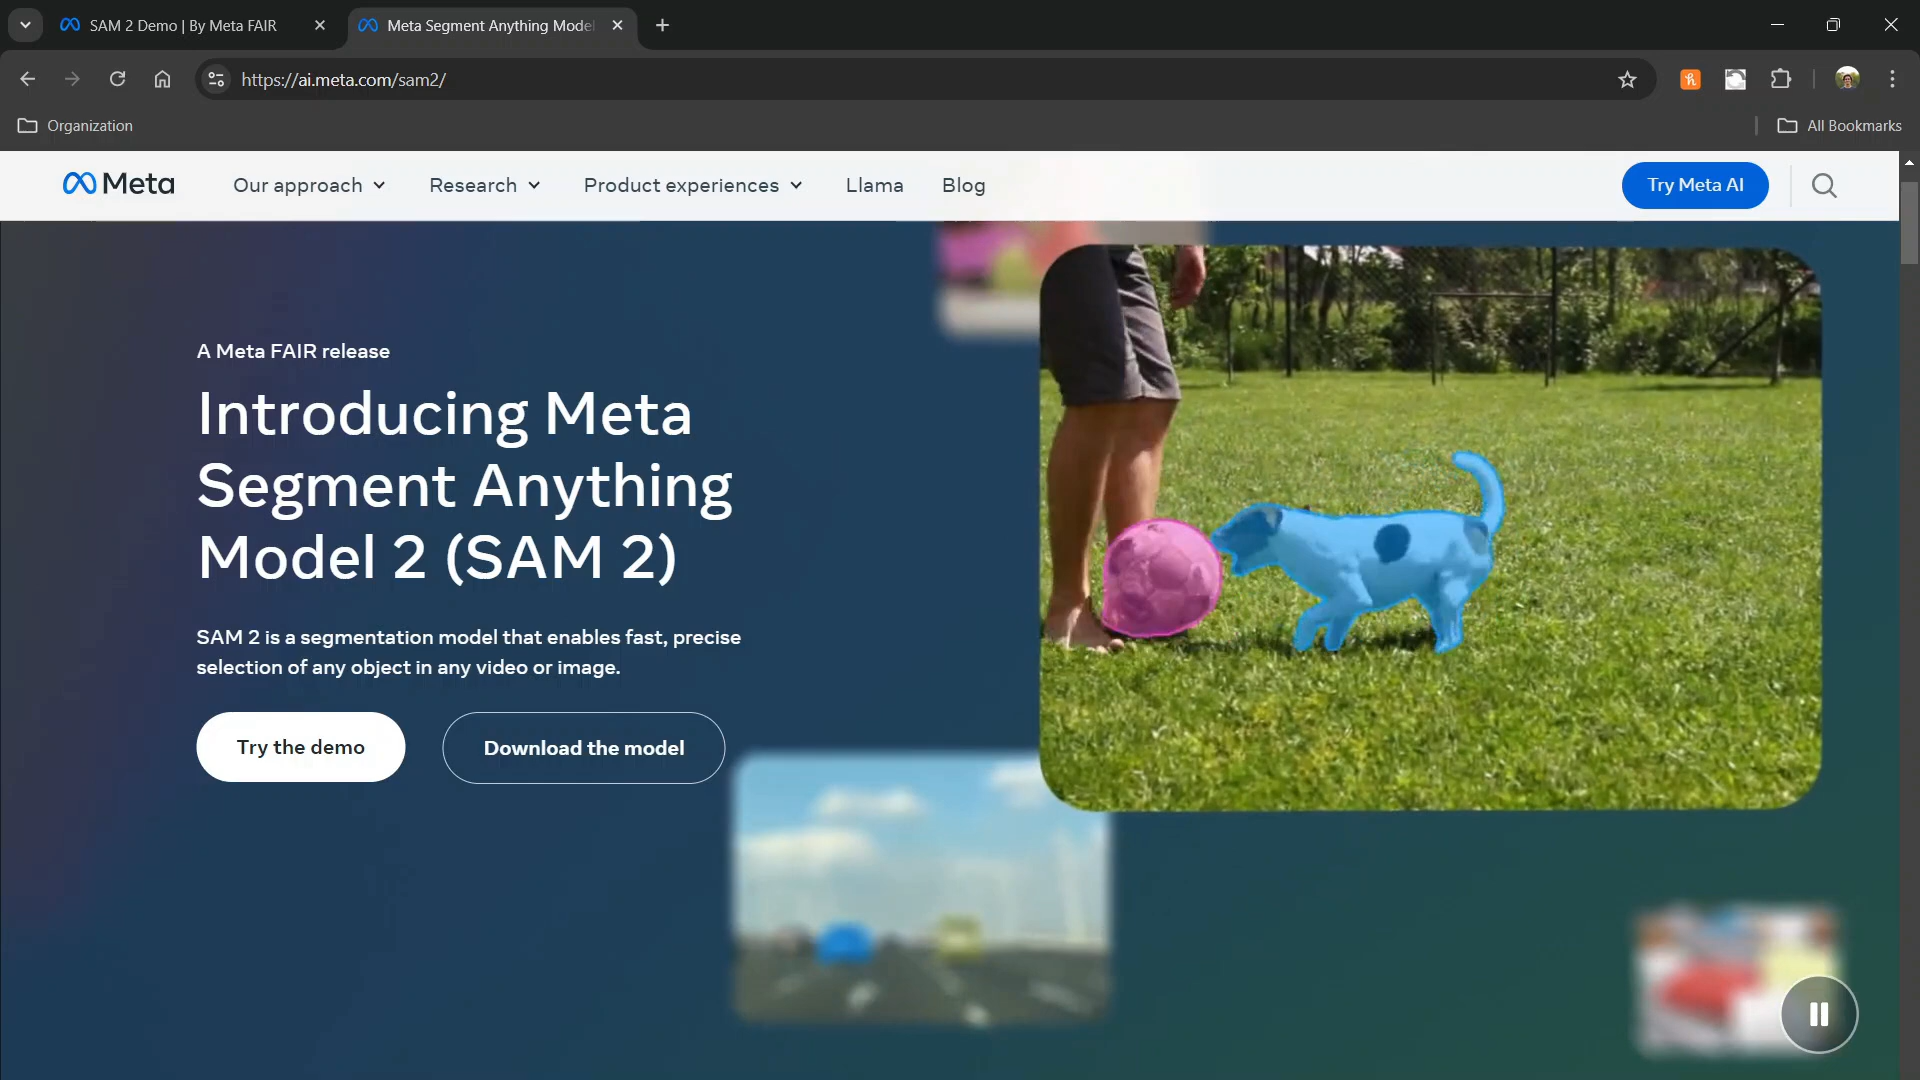 SAM 2 Demo | By Meta FAIR
Meta Segment Anything Model
https://ai.meta.com/sam2/
Organization
All Bookmarks
Meta
Our approach
Research
Product experiences
Llama
Blog
Try Meta AI
A Meta FAIR release
Introducing Meta
Segment Anything
Model 2 (SAM 2)
SAM 2 is a segmentation model that enables fast, precise
selection of any object in any video or image.
Try the demo
Download the model